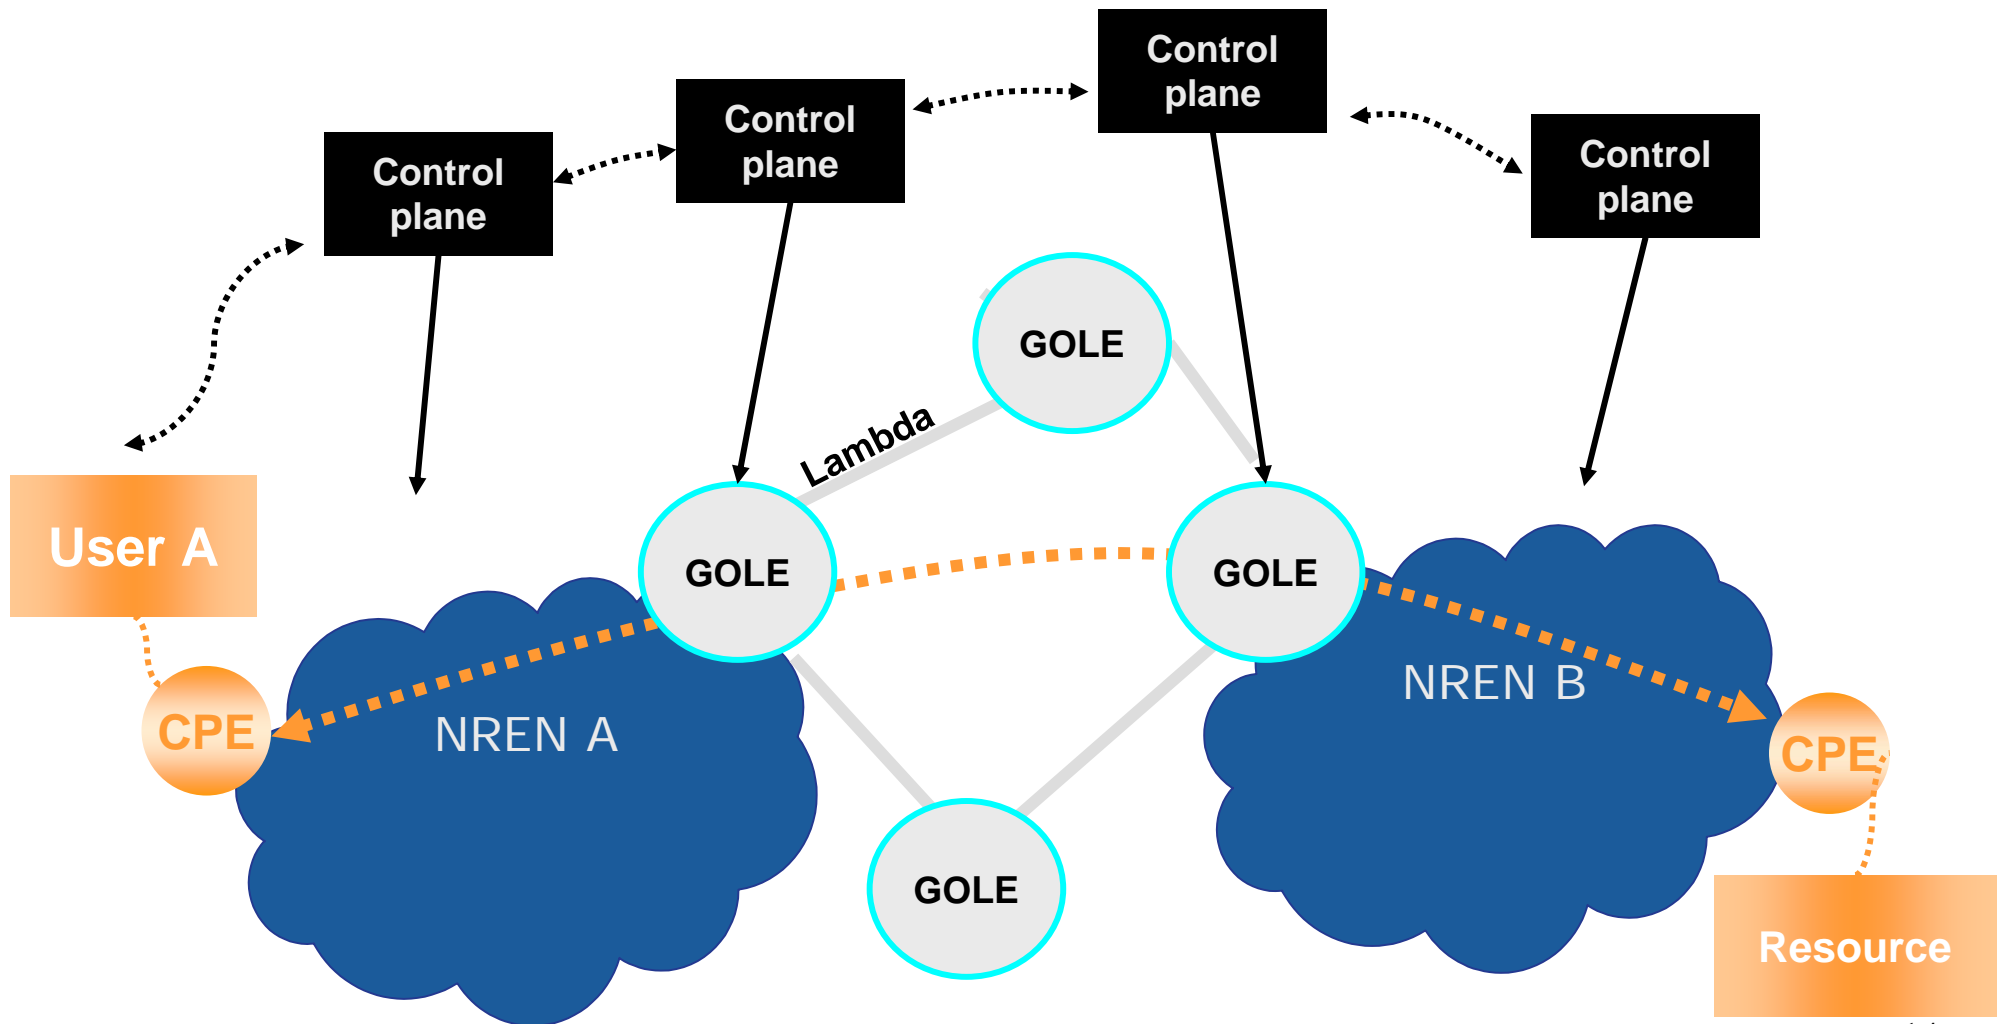 Control
plane
Control
plane
Control
plane
Control
plane
GOLE
Lambda
User A
GOLE
GOLE
NREN B
CPE
NREN A
CPE
GOLE
Resource